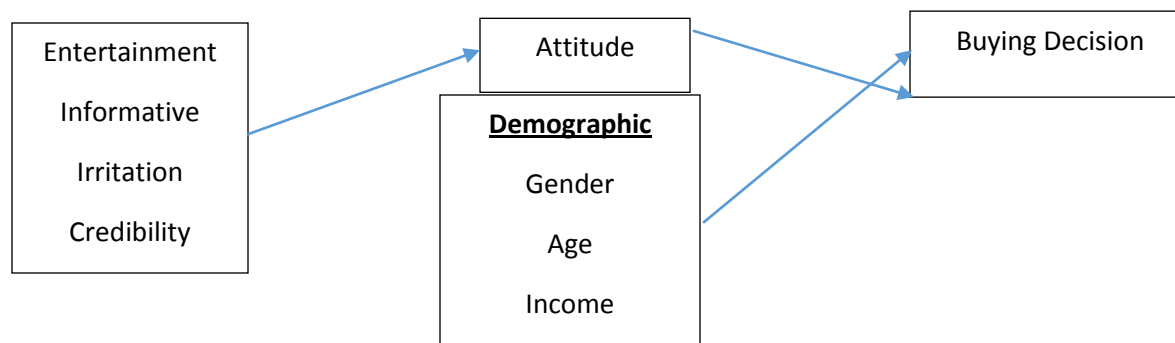 Entertainment
Informative
Irritation
Credibility
Attitude
Demographic
Gender
Age
Income
Buying Decision